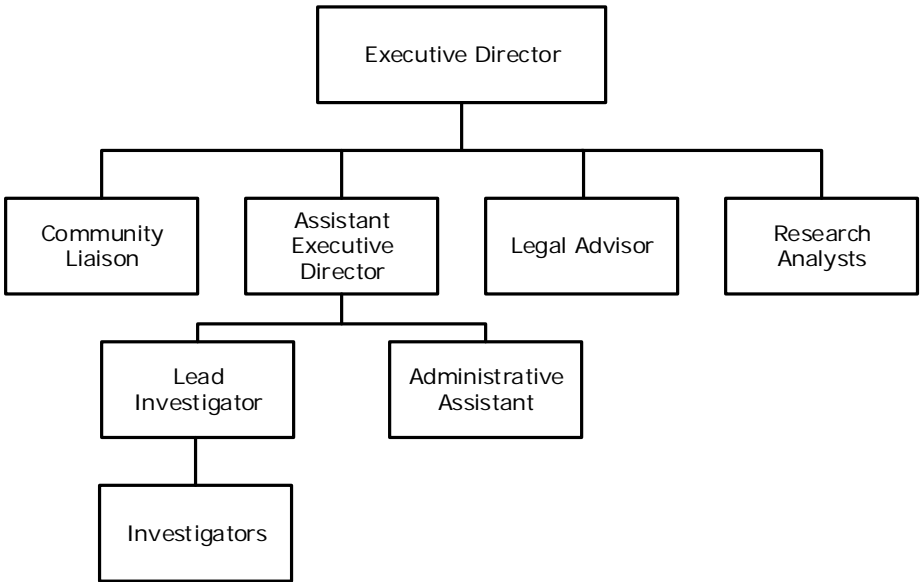 Executive Director
Community
Liaison
Assistant
Executive
Director
Legal Advisor
Research
Analysts
Lead
Investigator
Administrative
Assistant
Investigators